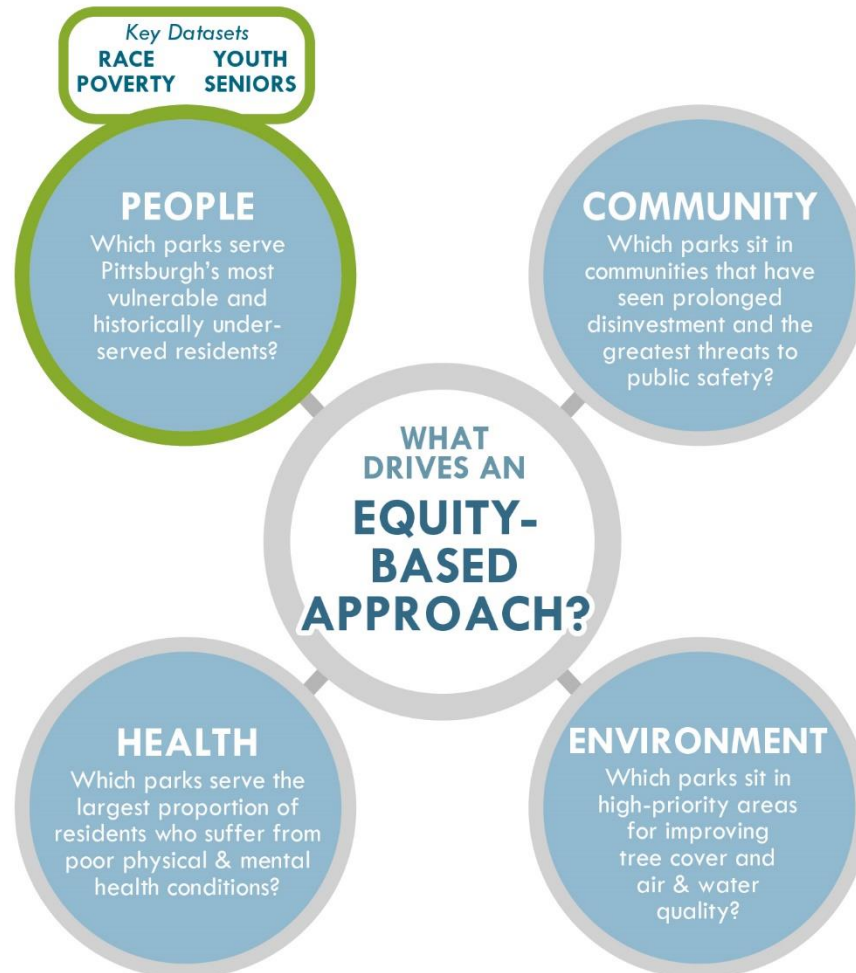 Key Datasets
RACE YOUTH
POVERTY SENIORS
PEOPLE
Which parks serve
Pittsburgh's most
vulnerable and
historically under-
served residents?
COMMUNITY
Which parks sit in
communities that have
seen prolonged
disinvestment and the
greatest threats to
public safety?
WHAT
DRIVES AN
EQUITY-
BASED
APPROACH?
HEALTH
Which parks serve the
largest proportion of
residents who suffer from
poor physical & mental
health conditions?
ENVIRONMENT
Which parks sit in
high-priority areas
for improving
tree cover and
air & water
quality?